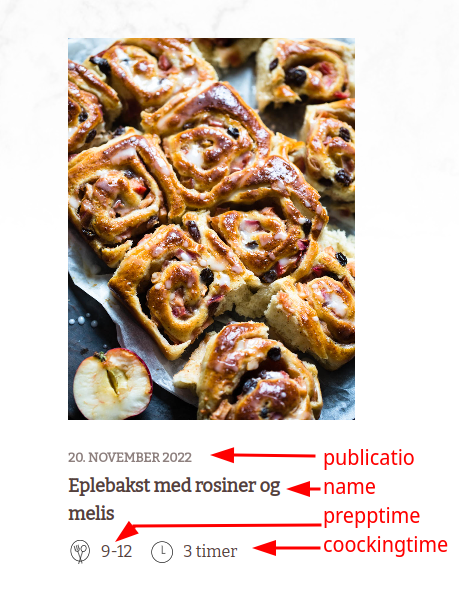 20. NOVEMBER 2022
publicatio
Eplebakst med rosiner og
name
melis
prepptime
9-12
3 timer
coockingtime